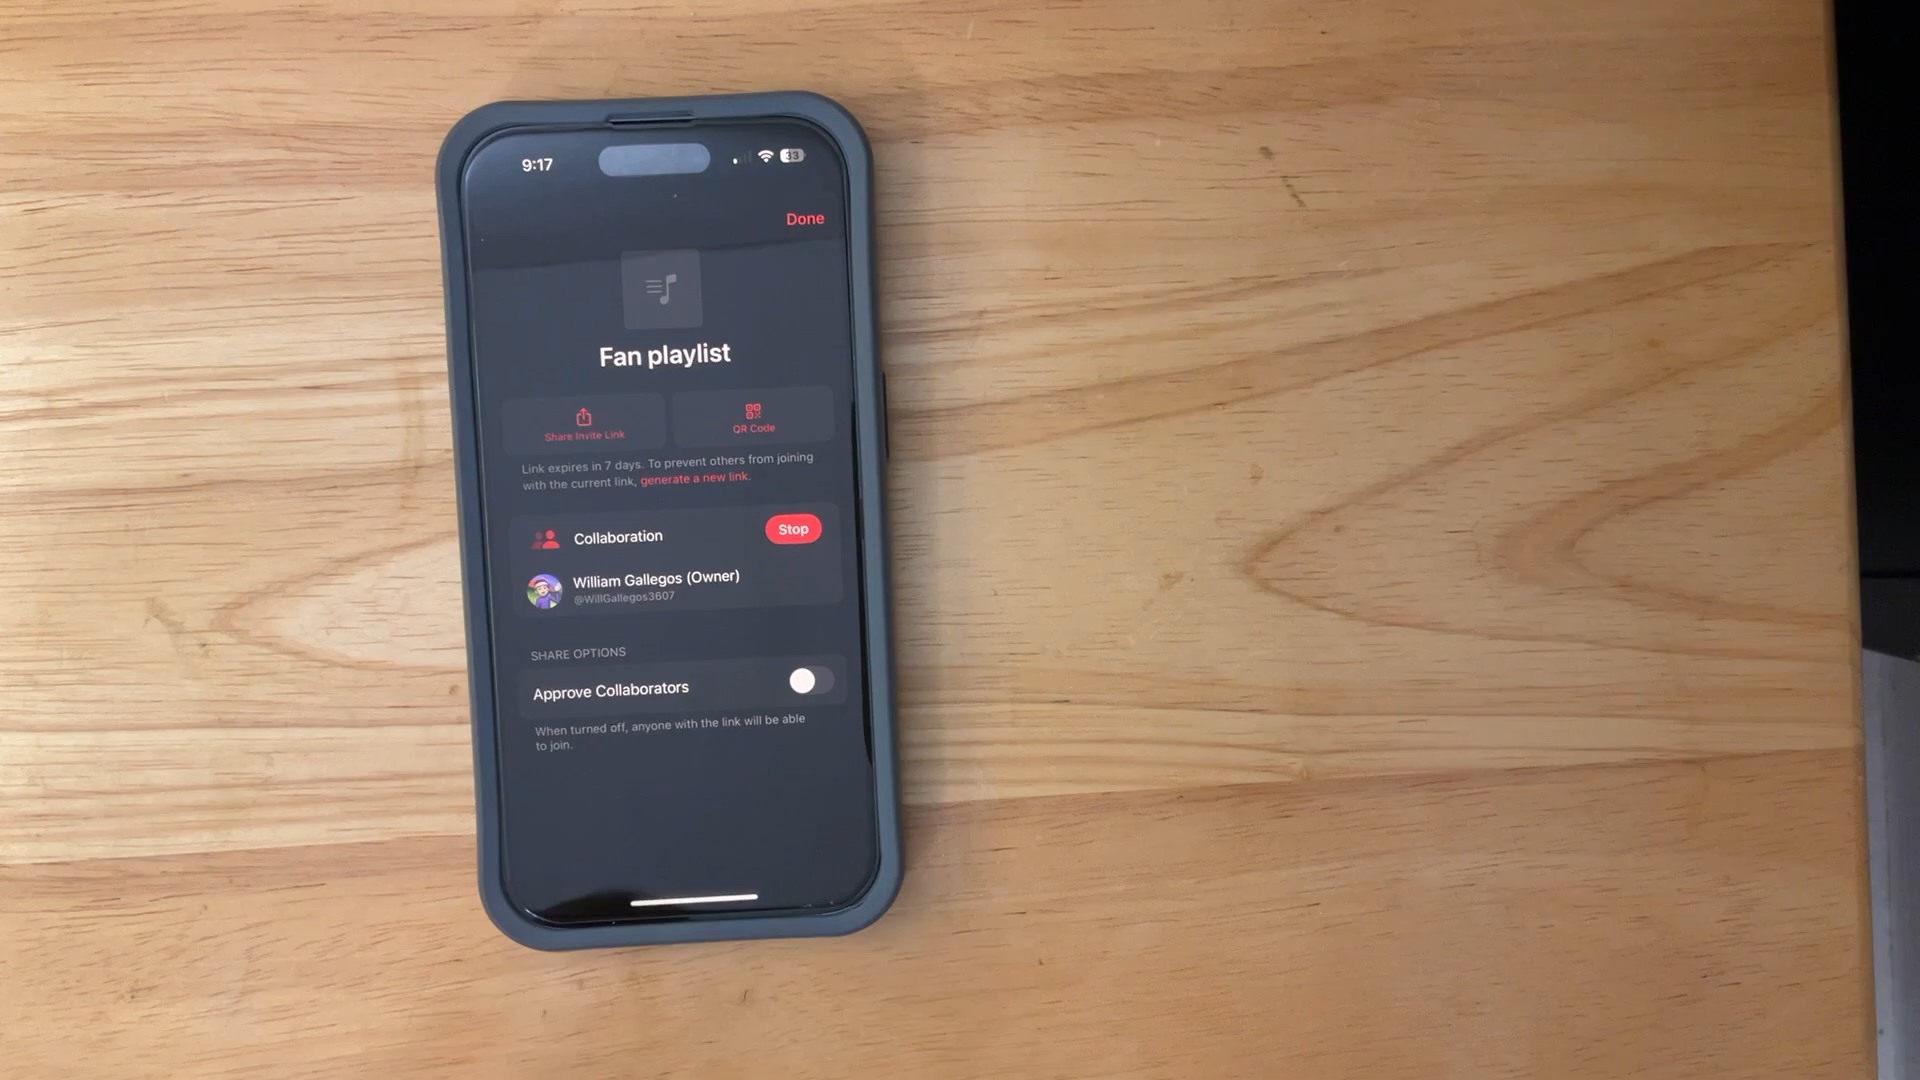 9:17
33
Done
Fan playlist
Share Invite Link
QR Code
Link expires in 7 days. To prevent others from joining
with the current link, generate a new link.
Collaboration
Stop
William Gallegos (Owner)
@WillGallegos3607
SHARE OPTIONS
Approve Collaborators
When turned off, anyone with the link will be able
to join.